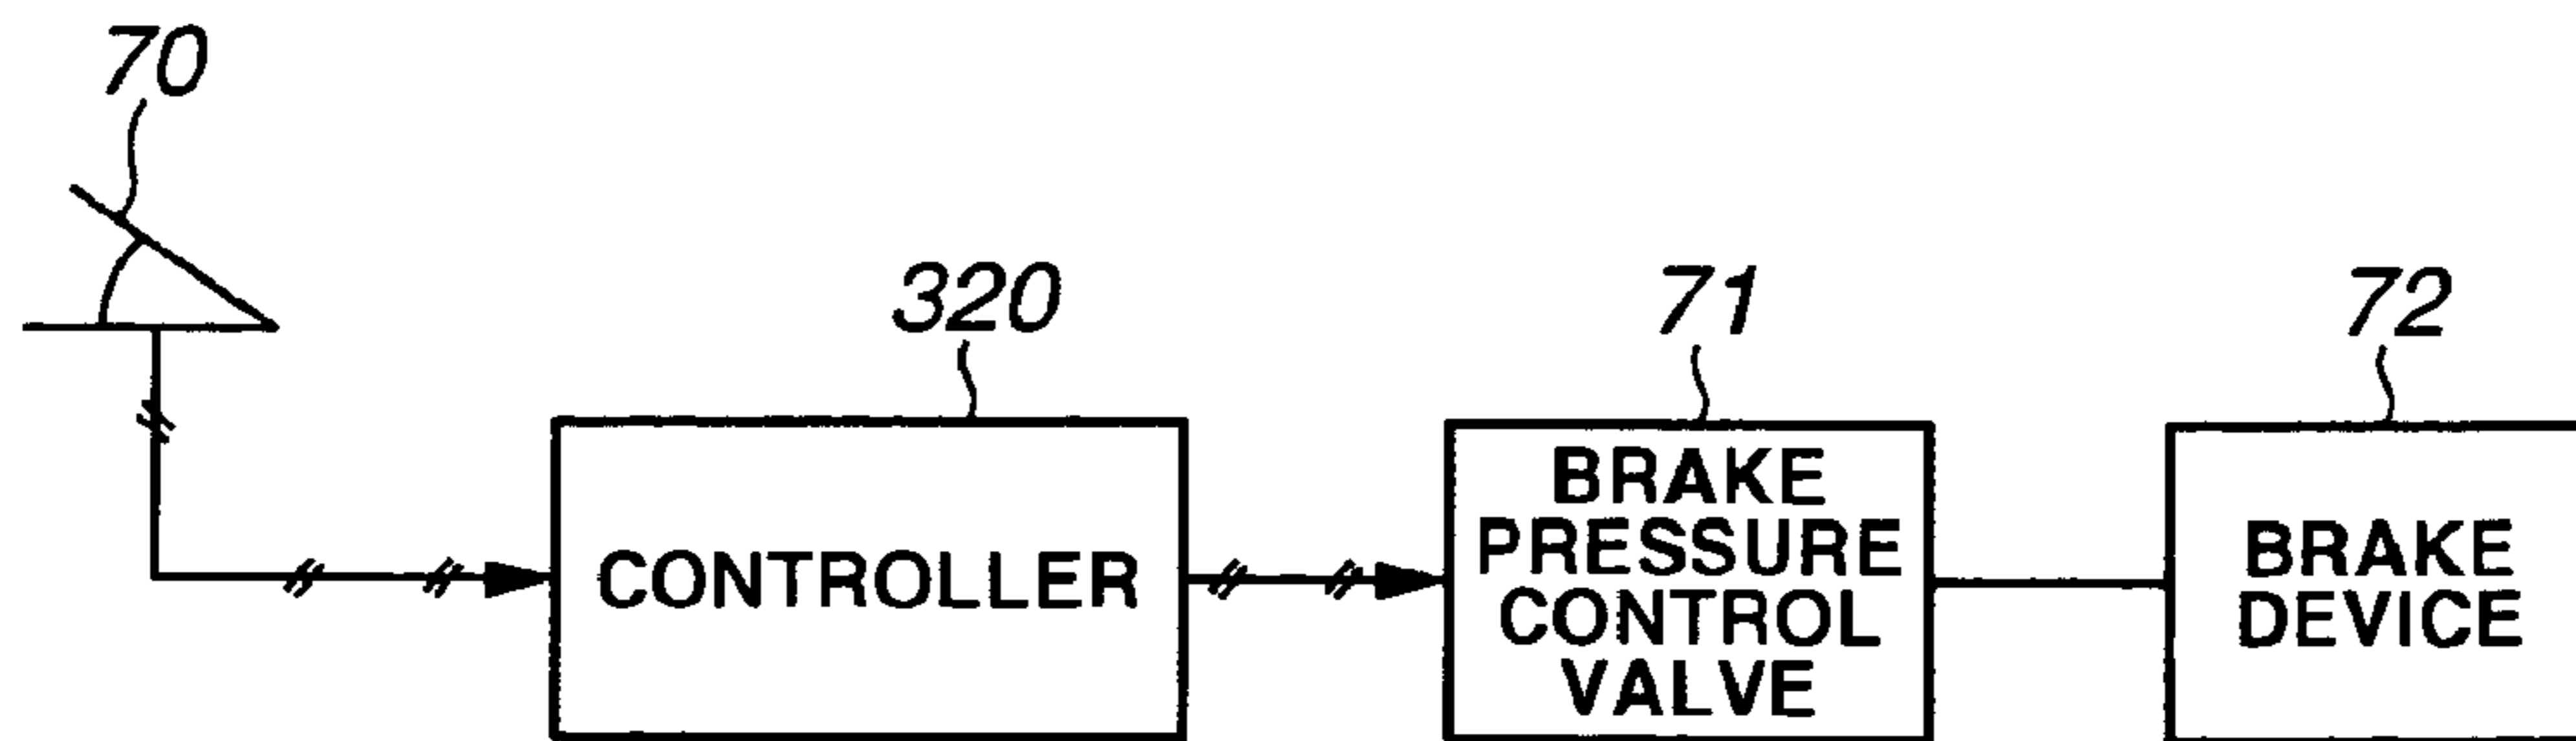 70
320
71
72
CONTROLLER
BRAKE
PRESSURE
CONTROL
VALVE
BRAKE
DEVICE